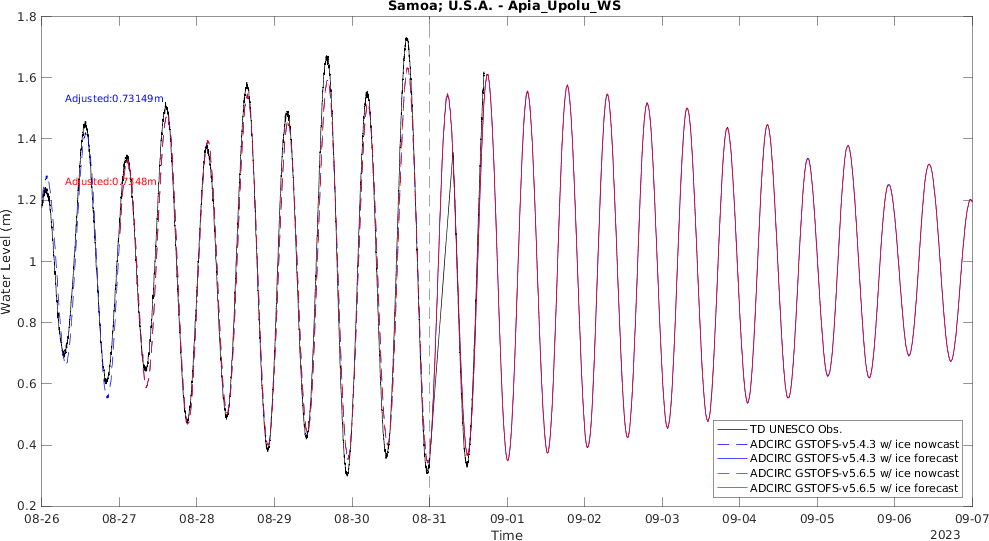 Samoa; U.S.A. - Apia_Upolu_WS
1.8
1.6
1.4
1.2
1
0.8
0.6
0.4
0.2
Water Level (m)
Adjusted:0.73149m
Adjusted:0.7348m
TD UNESCO Obs.
ADCIRC GSTOFS-v5.4.3 w/ ice nowcast
ADCIRC GSTOFS-v5.4.3 w/ ice forecast
ADCIRC GSTOFS-v5.6.5 w/ ice nowcast
ADCIRC GSTOFS-v5.6.5 w/ ice forecast
08-26 08-27 08-28 08-29 08-30 08-31 09-01 09-02 09-03 09-04 09-05 09-06 09-07
Time
2023